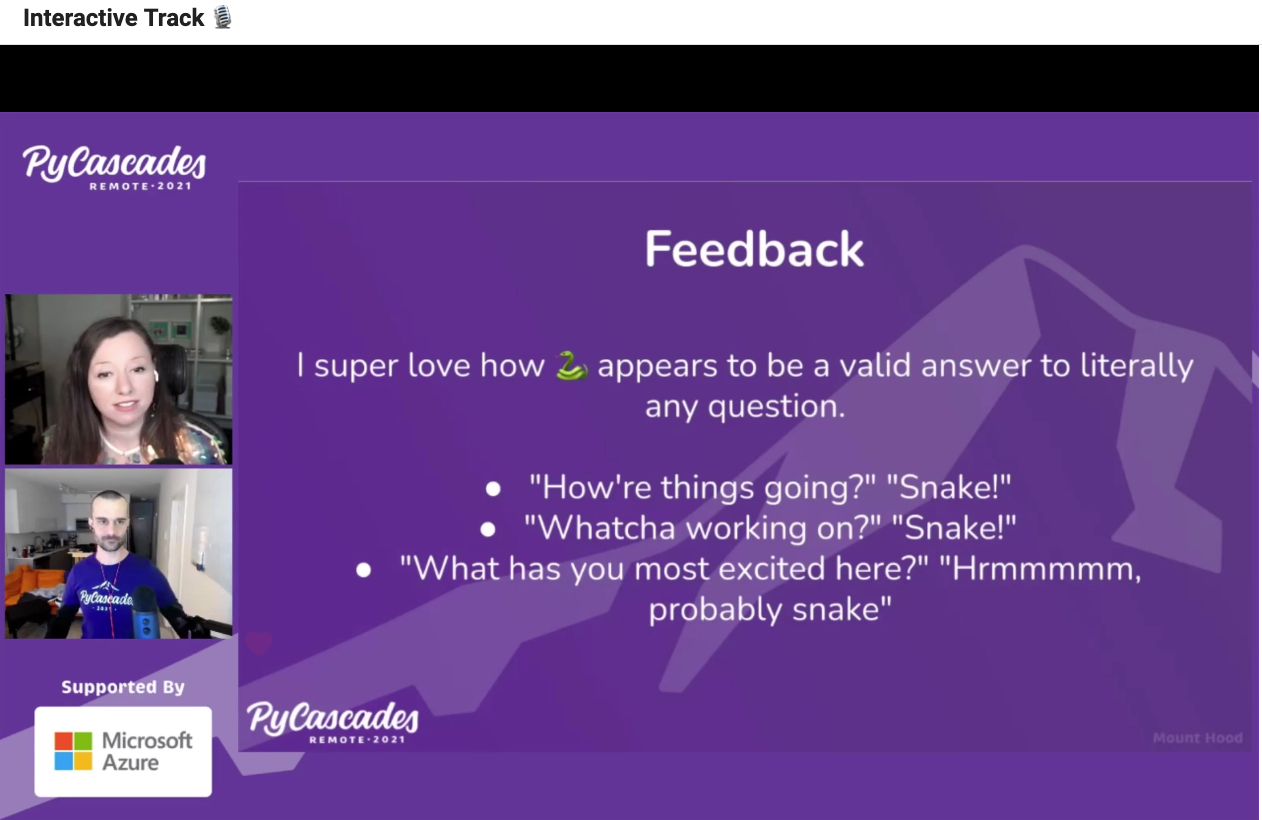 Interactive Track 🎙️
PyCascades
REMOTE·2021
Feedback
I super love how 🐍 appears to be a valid answer to literally
any question.
● "How're things going?" "Snake!"
● "Whatcha working on?" "Snake!"
● "What has you most excited here?" "Hrmmmmm,
probably snake"
PyCascades
Supported By
Microsoft
Azure
PyCascades
REMOTE·2021
Mount Hood